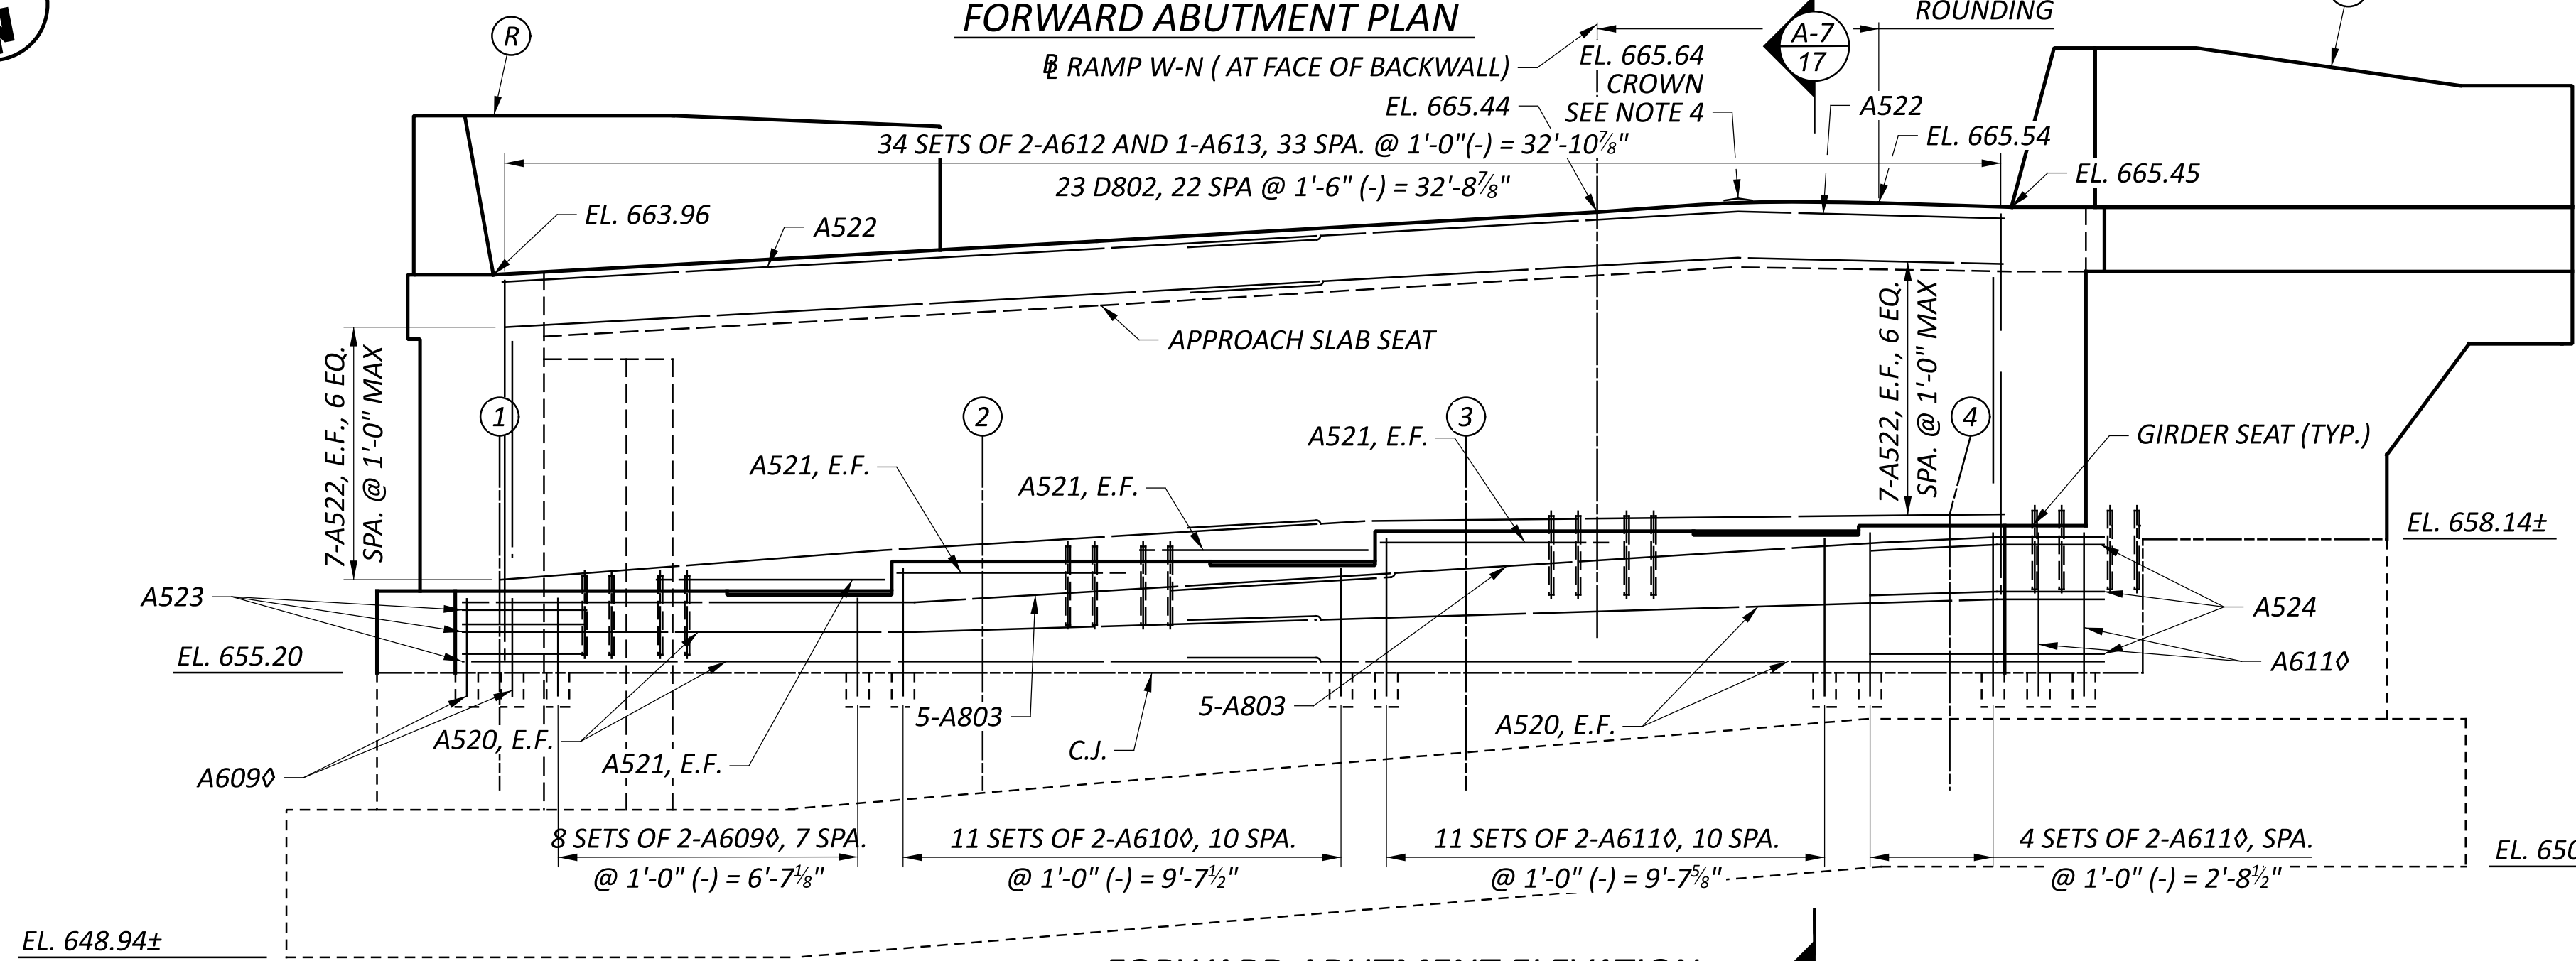 N
FORWARD ABUTMENT PLAN
ROUNDING
R
A-7
17
℄ RAMP W-N ( AT FACE OF BACKWALL)
EL. 665.64
CROWN
SEE NOTE 4
EL. 665.44
A522
EL. 665.54
34 SETS OF 2-A612 AND 1-A613, 33 SPA. @ 1'-0"(-) = 32'-10⅞"
23 D802, 22 SPA @ 1'-6" (-) = 32'-8⅞"
EL. 665.45
EL. 663.96
A522
APPROACH SLAB SEAT
7-A522, E.F., 6 EQ.
SPA. @ 1'-0" MAX
7-A522, E.F., 6 EQ.
SPA. @ 1'-0" MAX
1
2
3
4
A521, E.F.
A521, E.F.
A521, E.F.
GIRDER SEAT (TYP.)
EL. 658.14±
A523
A524
EL. 655.20
A611◊
5-A803
5-A803
A520, E.F.
A520, E.F.
C.J.
A521, E.F.
A609◊
8 SETS OF 2-A609◊, 7 SPA.
@ 1'-0" (-) = 6'-7⅛"
11 SETS OF 2-A610◊, 10 SPA.
@ 1'-0" (-) = 9'-7½"
11 SETS OF 2-A611◊, 10 SPA.
@ 1'-0" (-) = 9'-7⅝"
4 SETS OF 2-A611◊, SPA.
@ 1'-0" (-) = 2'-8½"
EL. 650
EL. 648.94±
FORWARD ABUTMENT ELEVATION